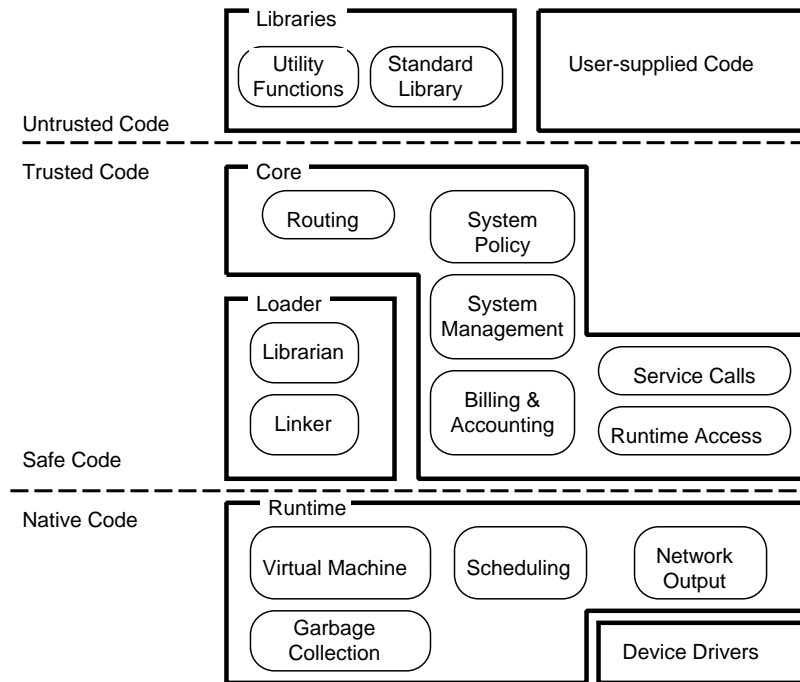 Libraries
Utility
Functions
Standard
Library
User-supplied Code
Untrusted Code
Trusted Code
Core
Routing
System
Policy
System
Management
Billing &
Accounting
Service Calls
Runtime Access
Loader
Librarian
Linker
Safe Code
Native Code
Runtime
Virtual Machine
Scheduling
Network
Output
Garbage
Collection
Device Drivers